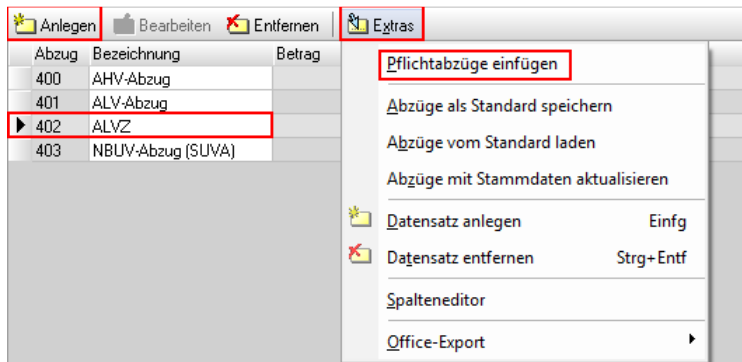 Anlegen Bearbeiten Entfernen Extras
Abzug Bezeichnung Betrag
400 AHV-Abzug
401 ALV-Abzug
402 ALVZ
403 NBUV-Abzug (SUVA)
Pflichtabzüge einfügen
Abzüge als Standard speichern
Abzüge vom Standard laden
Abzüge mit Stammdaten aktualisieren
Datensatz anlegen Einfg
Datensatz entfernen Strg+Entf
Spalteneditor
Office-Export